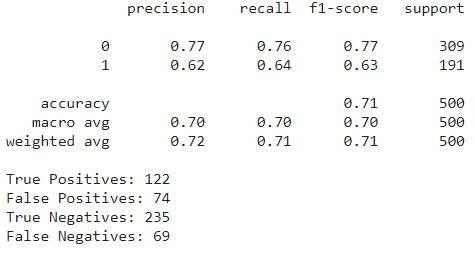 precision recall f1-score support
0 0.77 0.76 0.77 309
1 0.62 0.64 0.63 191
accuracy 0.71 500
macro avg 0.70 0.70 0.70 500
weighted avg 0.72 0.71 0.71 500
True Positives: 122
False Positives: 74
True Negatives: 235
False Negatives: 69